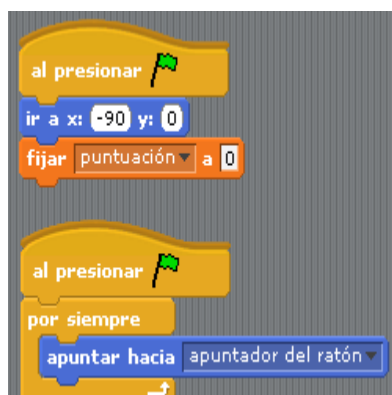 al presionar
ir a x: -90 y: 0
fijar puntuación a 0
al presionar
por siempre
apuntar hacia apuntador del ratón